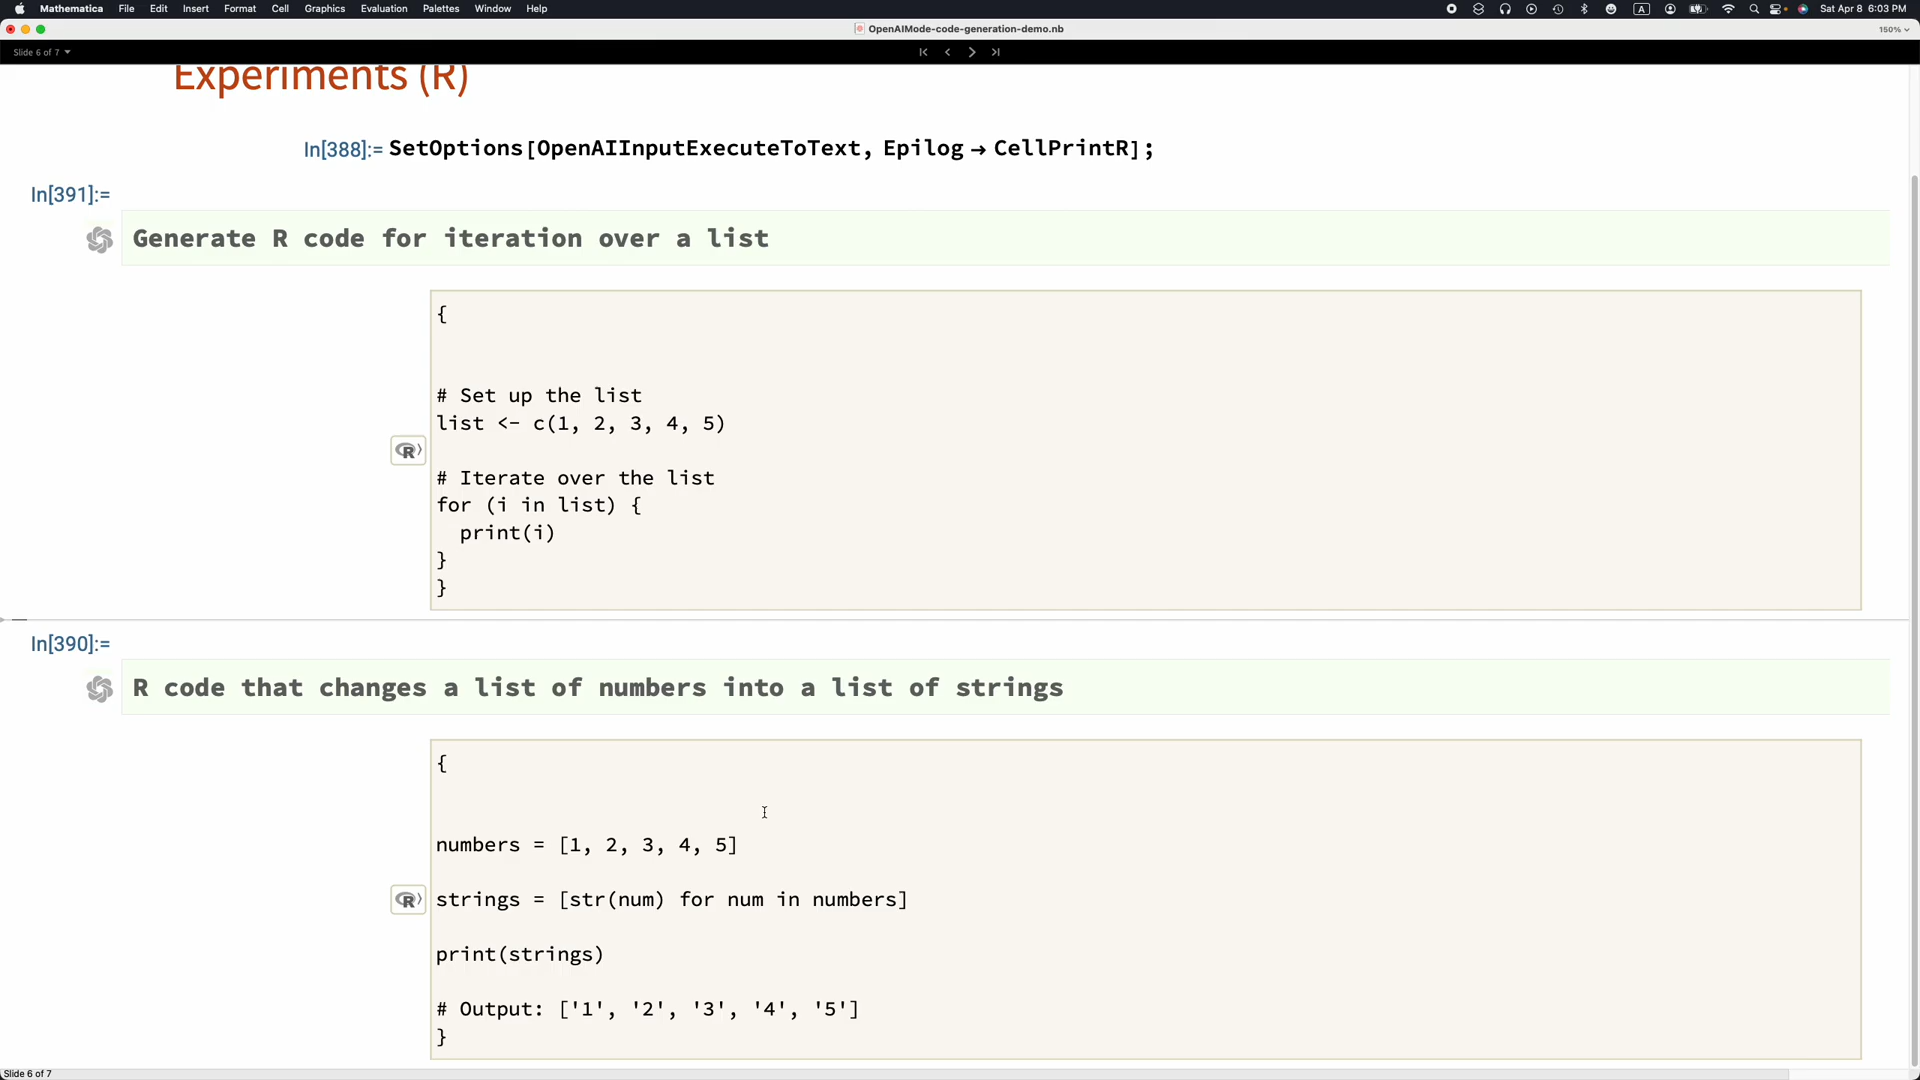 Mathematica File Edit Insert Format Cell Graphics Evaluation Palettes Window Help A Sat Apr 8 6:03 PM
OpenAIMode-code-generation-demo.nb 150%
Slide 6 of 7
Experiments (R)
In[388]:= SetOptions[OpenAIInputExecuteToText, Epilog → CellPrintR];
In[391]:=
Generate R code for iteration over a list
{
# Set up the list
list <- c(1, 2, 3, 4, 5)
R
# Iterate over the list
for (i in list) {
print(i)
}
}
In[390]:=
R code that changes a list of numbers into a list of strings
{
numbers = [1, 2, 3, 4, 5]
R
strings = [str(num) for num in numbers]
print(strings)
# Output: ['1', '2', '3', '4', '5']
}
Slide 6 of 7